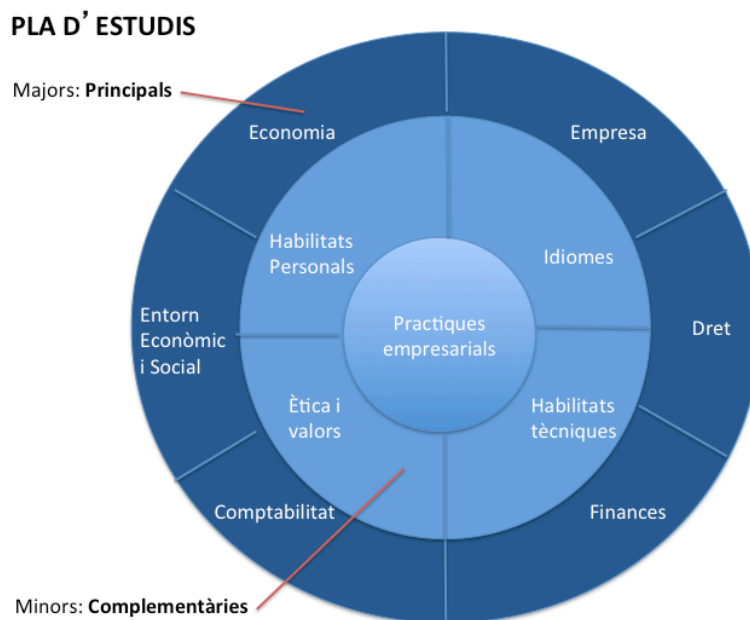 PLA D’ ESTUDIS
Majors: Principals
Economia
Empresa
Habilitats
Personals
Idiomes
Entorn
Econòmic
i Social
Practiques
empresarials
Dret
Ètica i
valors
Habilitats
tècniques
Comptabilitat
Finances
Minors: Complementàries